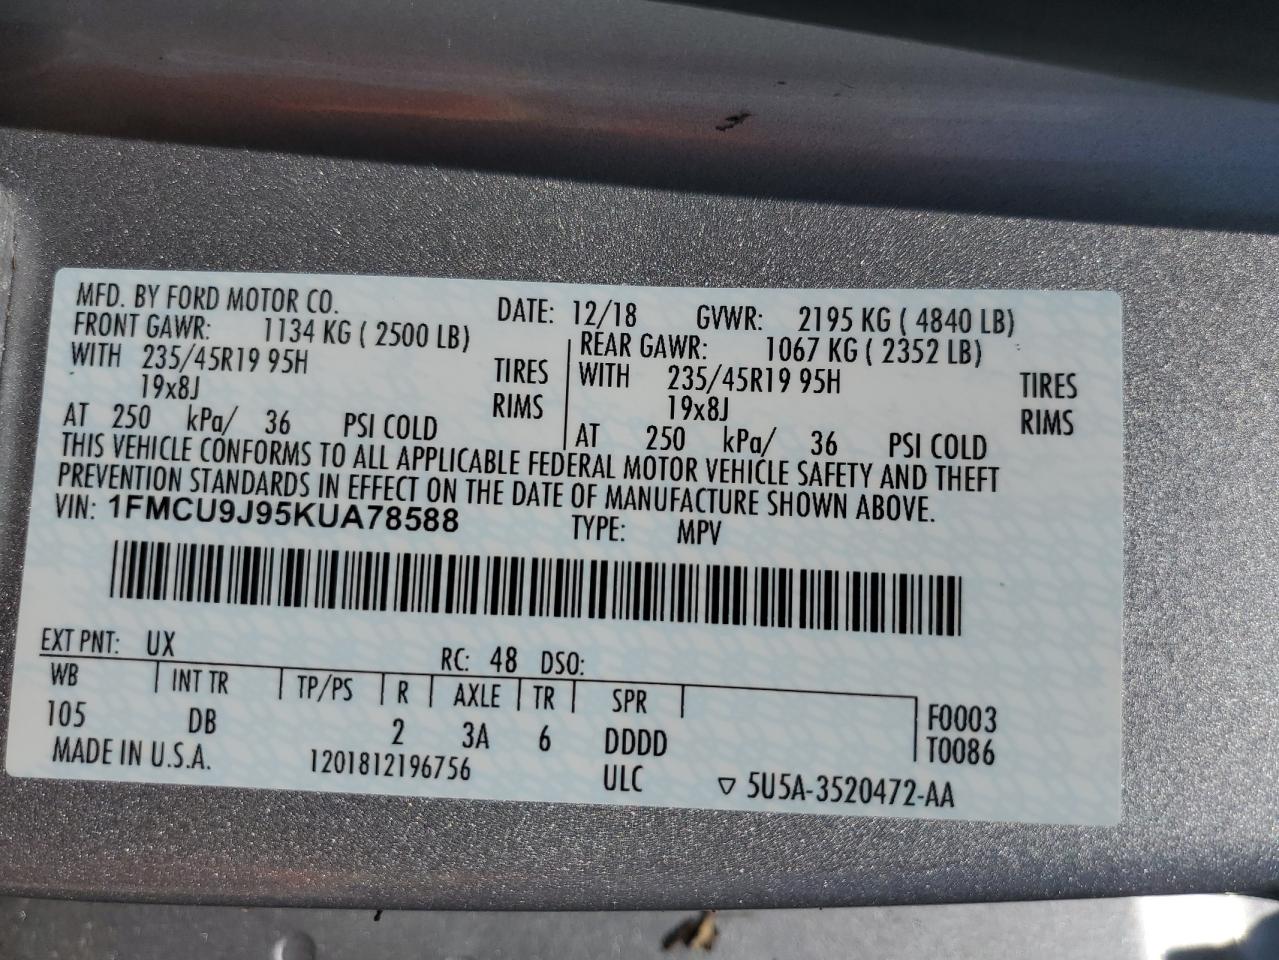 MFD. BY FORD MOTOR CO. DATE: 12/18 GVWR: 2195 KG ( 4840 LB)
FRONT GAWR: 1134 KG ( 2500 LB) REAR GAWR: 1067 KG ( 2352 LB)
WITH 235/45R19 95H TIRES WITH 235/45R19 95H TIRES
19x8J RIMS 19x8J RIMS
AT 250 kPa/ 36 PSI COLD AT 250 kPa/ 36 PSI COLD
THIS VEHICLE CONFORMS TO ALL APPLICABLE FEDERAL MOTOR VEHICLE SAFETY AND THEFT
PREVENTION STANDARDS IN EFFECT ON THE DATE OF MANUFACTURE SHOWN ABOVE.
VIN: 1FMCU9J95KUA78588 TYPE: MPV
EXT PNT: UX RC: 48 DSO:
WB INT TR TP/PS R AXLE TR SPR F0003
105 DB 2 3A 6 DDDD T0086
MADE IN U.S.A. 1201812196756 ULC ▽ 5U5A-3520472-AA